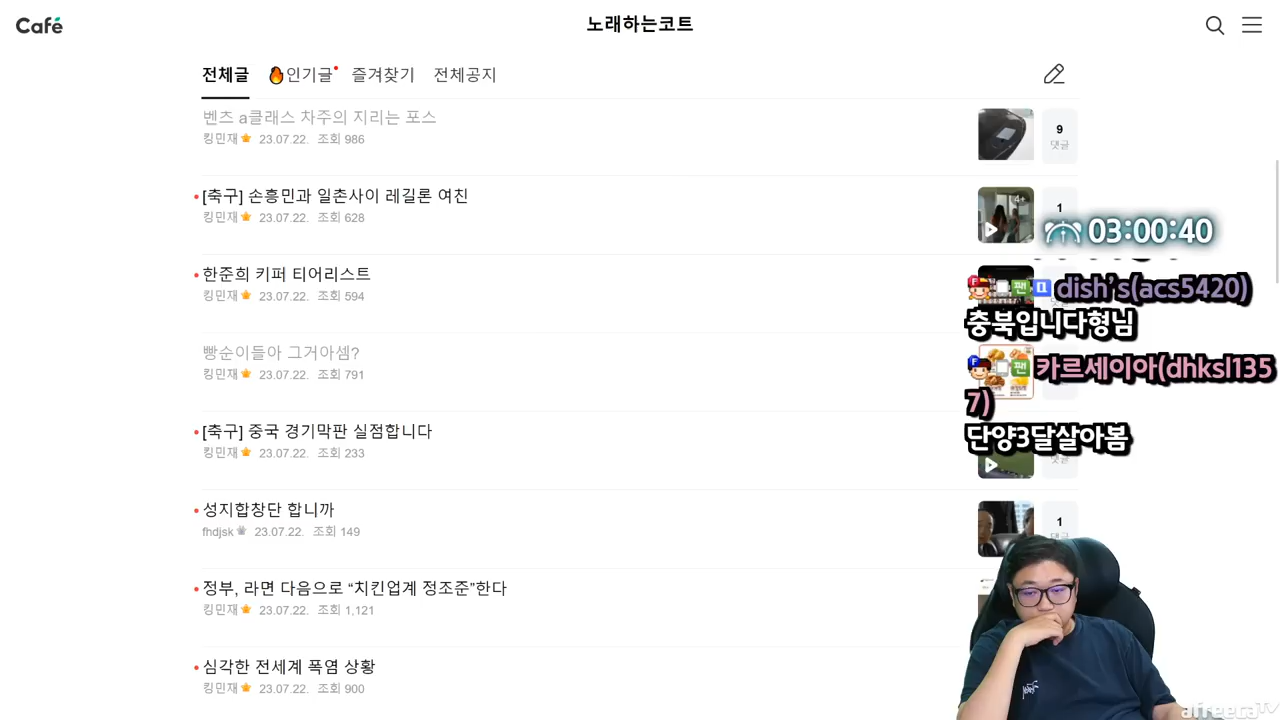 Café
노래하는코트
전체글
🔥인기글
즐겨찾기
전체공지
벤츠 a클래스 차주의 지리는 포스
킹민재 23.07.22. 조회 986
9
댓글
[축구] 손흥민과 일촌사이 레길론 여친
킹민재 23.07.22. 조회 628
4+
1
03:00:40
한준희 키퍼 티어리스트
킹민재 23.07.22. 조회 594
F 팬 dish's(acs5420)
충북입니다형님
빵순이들아 그거아셈?
킹민재 23.07.22. 조회 791
F 팬 카르세이아(dhksl135
7)
단양3달살아봄
[축구] 중국 경기막판 실점합니다
킹민재 23.07.22. 조회 233
댓글
성지합창단 합니까
fhdjsk 23.07.22. 조회 149
1
댓글
정부, 라면 다음으로 “치킨업계 정조준”한다
킹민재 23.07.22. 조회 1,121
심각한 전세계 폭염 상황
킹민재 23.07.22. 조회 900
afreecaTV